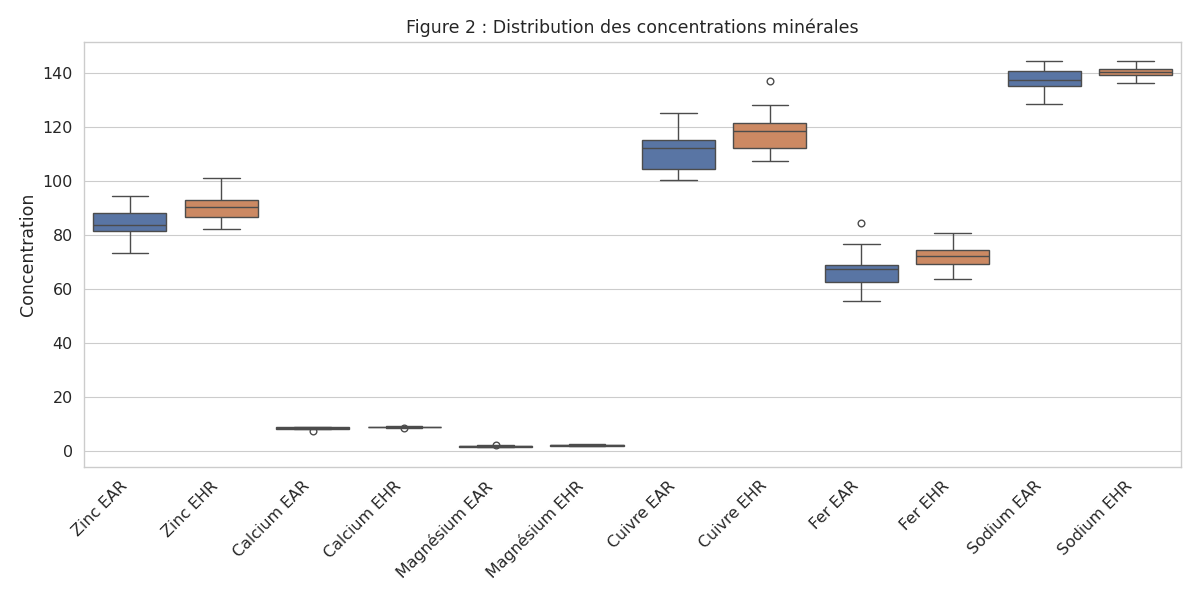 Figure 2 : Distribution des concentrations minérales
Concentration
140
120
100
80
60
40
20
0
Zinc EAR
Zinc EHR
Calcium EAR
Calcium EHR
Magnésium EAR
Magnésium EHR
Cuivre EAR
Cuivre EHR
Fer EAR
Fer EHR
Sodium EAR
Sodium EHR